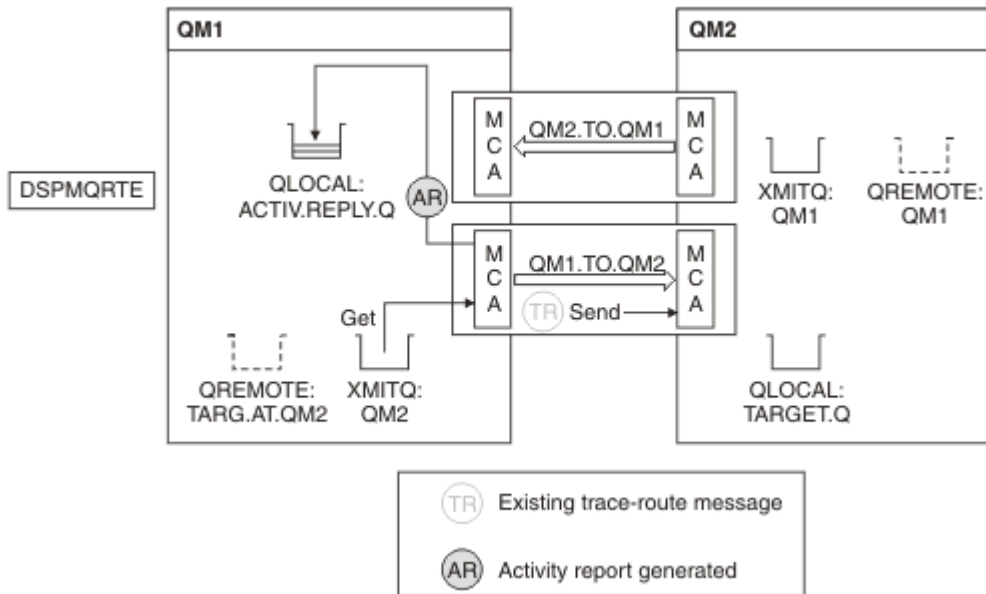 QM1
QM2
DSPMQRTE
QLOCAL:
ACTIV.REPLY.Q
AR
M
C
A
QM2.TO.QM1
M
C
A
XMITQ:
QM1
QREMOTE:
QM1
M
C
A
QM1.TO.QM2
TR
Send
M
C
A
Get
QREMOTE:
TARG.AT.QM2
XMITQ:
QM2
QLOCAL:
TARGET.Q
TR Existing trace-route message
AR Activity report generated